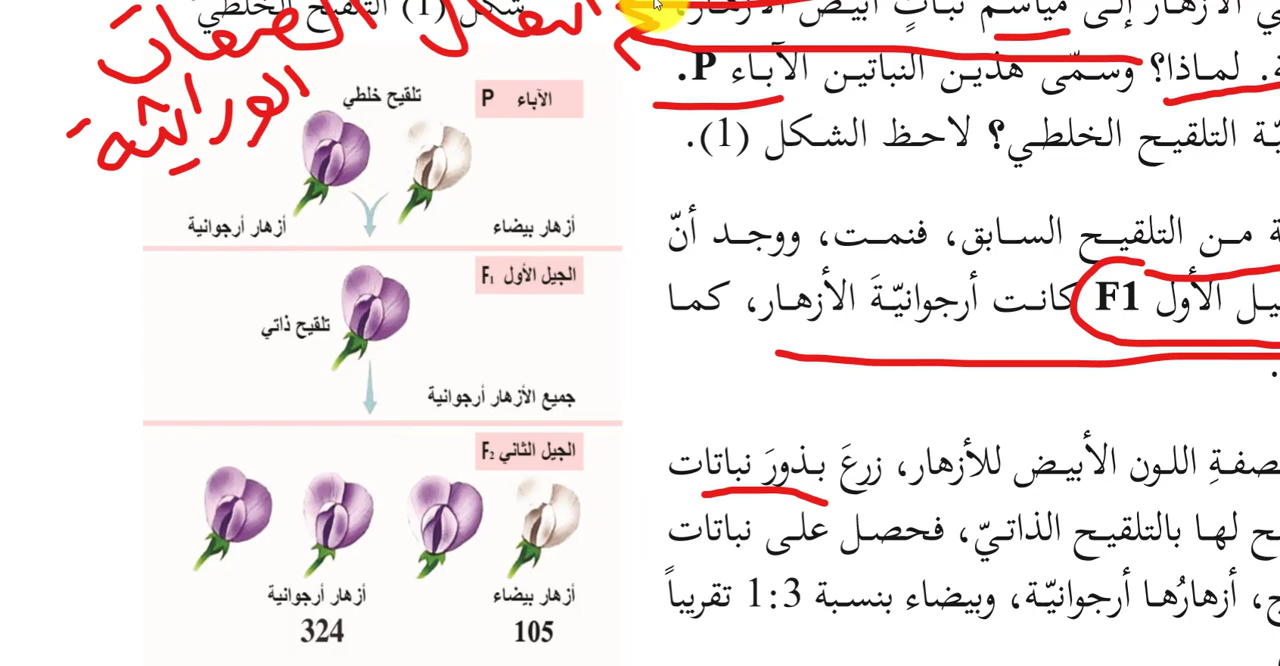 ي الأزهار إلى مياسم نباتٍ أبيض الأزهار،
ة. لماذا؟ وسمّى هذين النباتين الآباء P.
يّة التلقيح الخلطي؟ لاحظ الشكل (1).
ة من التلقيح السابق، فنمت، ووجد أنّ
يل الأول F1 كانت أرجوانيّةَ الأزهار، كما
.
صفةِ اللون الأبيض للأزهار، زرعَ بذورَ نباتات
ح لها بالتلقيح الذاتيّ، فحصل على نباتات
ج، أزهارُها أرجوانيّة، وبيضاء بنسبة 1:3 تقريباً
شكل (1) التلقيح الخلطي
انتقال الصفات
الوراثية
الآباء P
تلقيح خلطي
أزهار بيضاء
أزهار أرجوانية
الجيل الأول F₁
تلقيح ذاتي
جميع الأزهار أرجوانية
الجيل الثاني F₂
أزهار بيضاء
أزهار أرجوانية
105
324